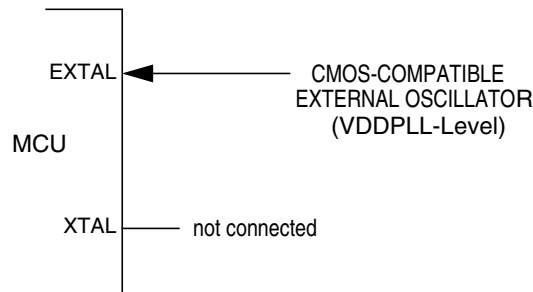 EXTAL
CMOS-COMPATIBLE
EXTERNAL OSCILLATOR
(VDDPLL-Level)
MCU
XTAL
not connected